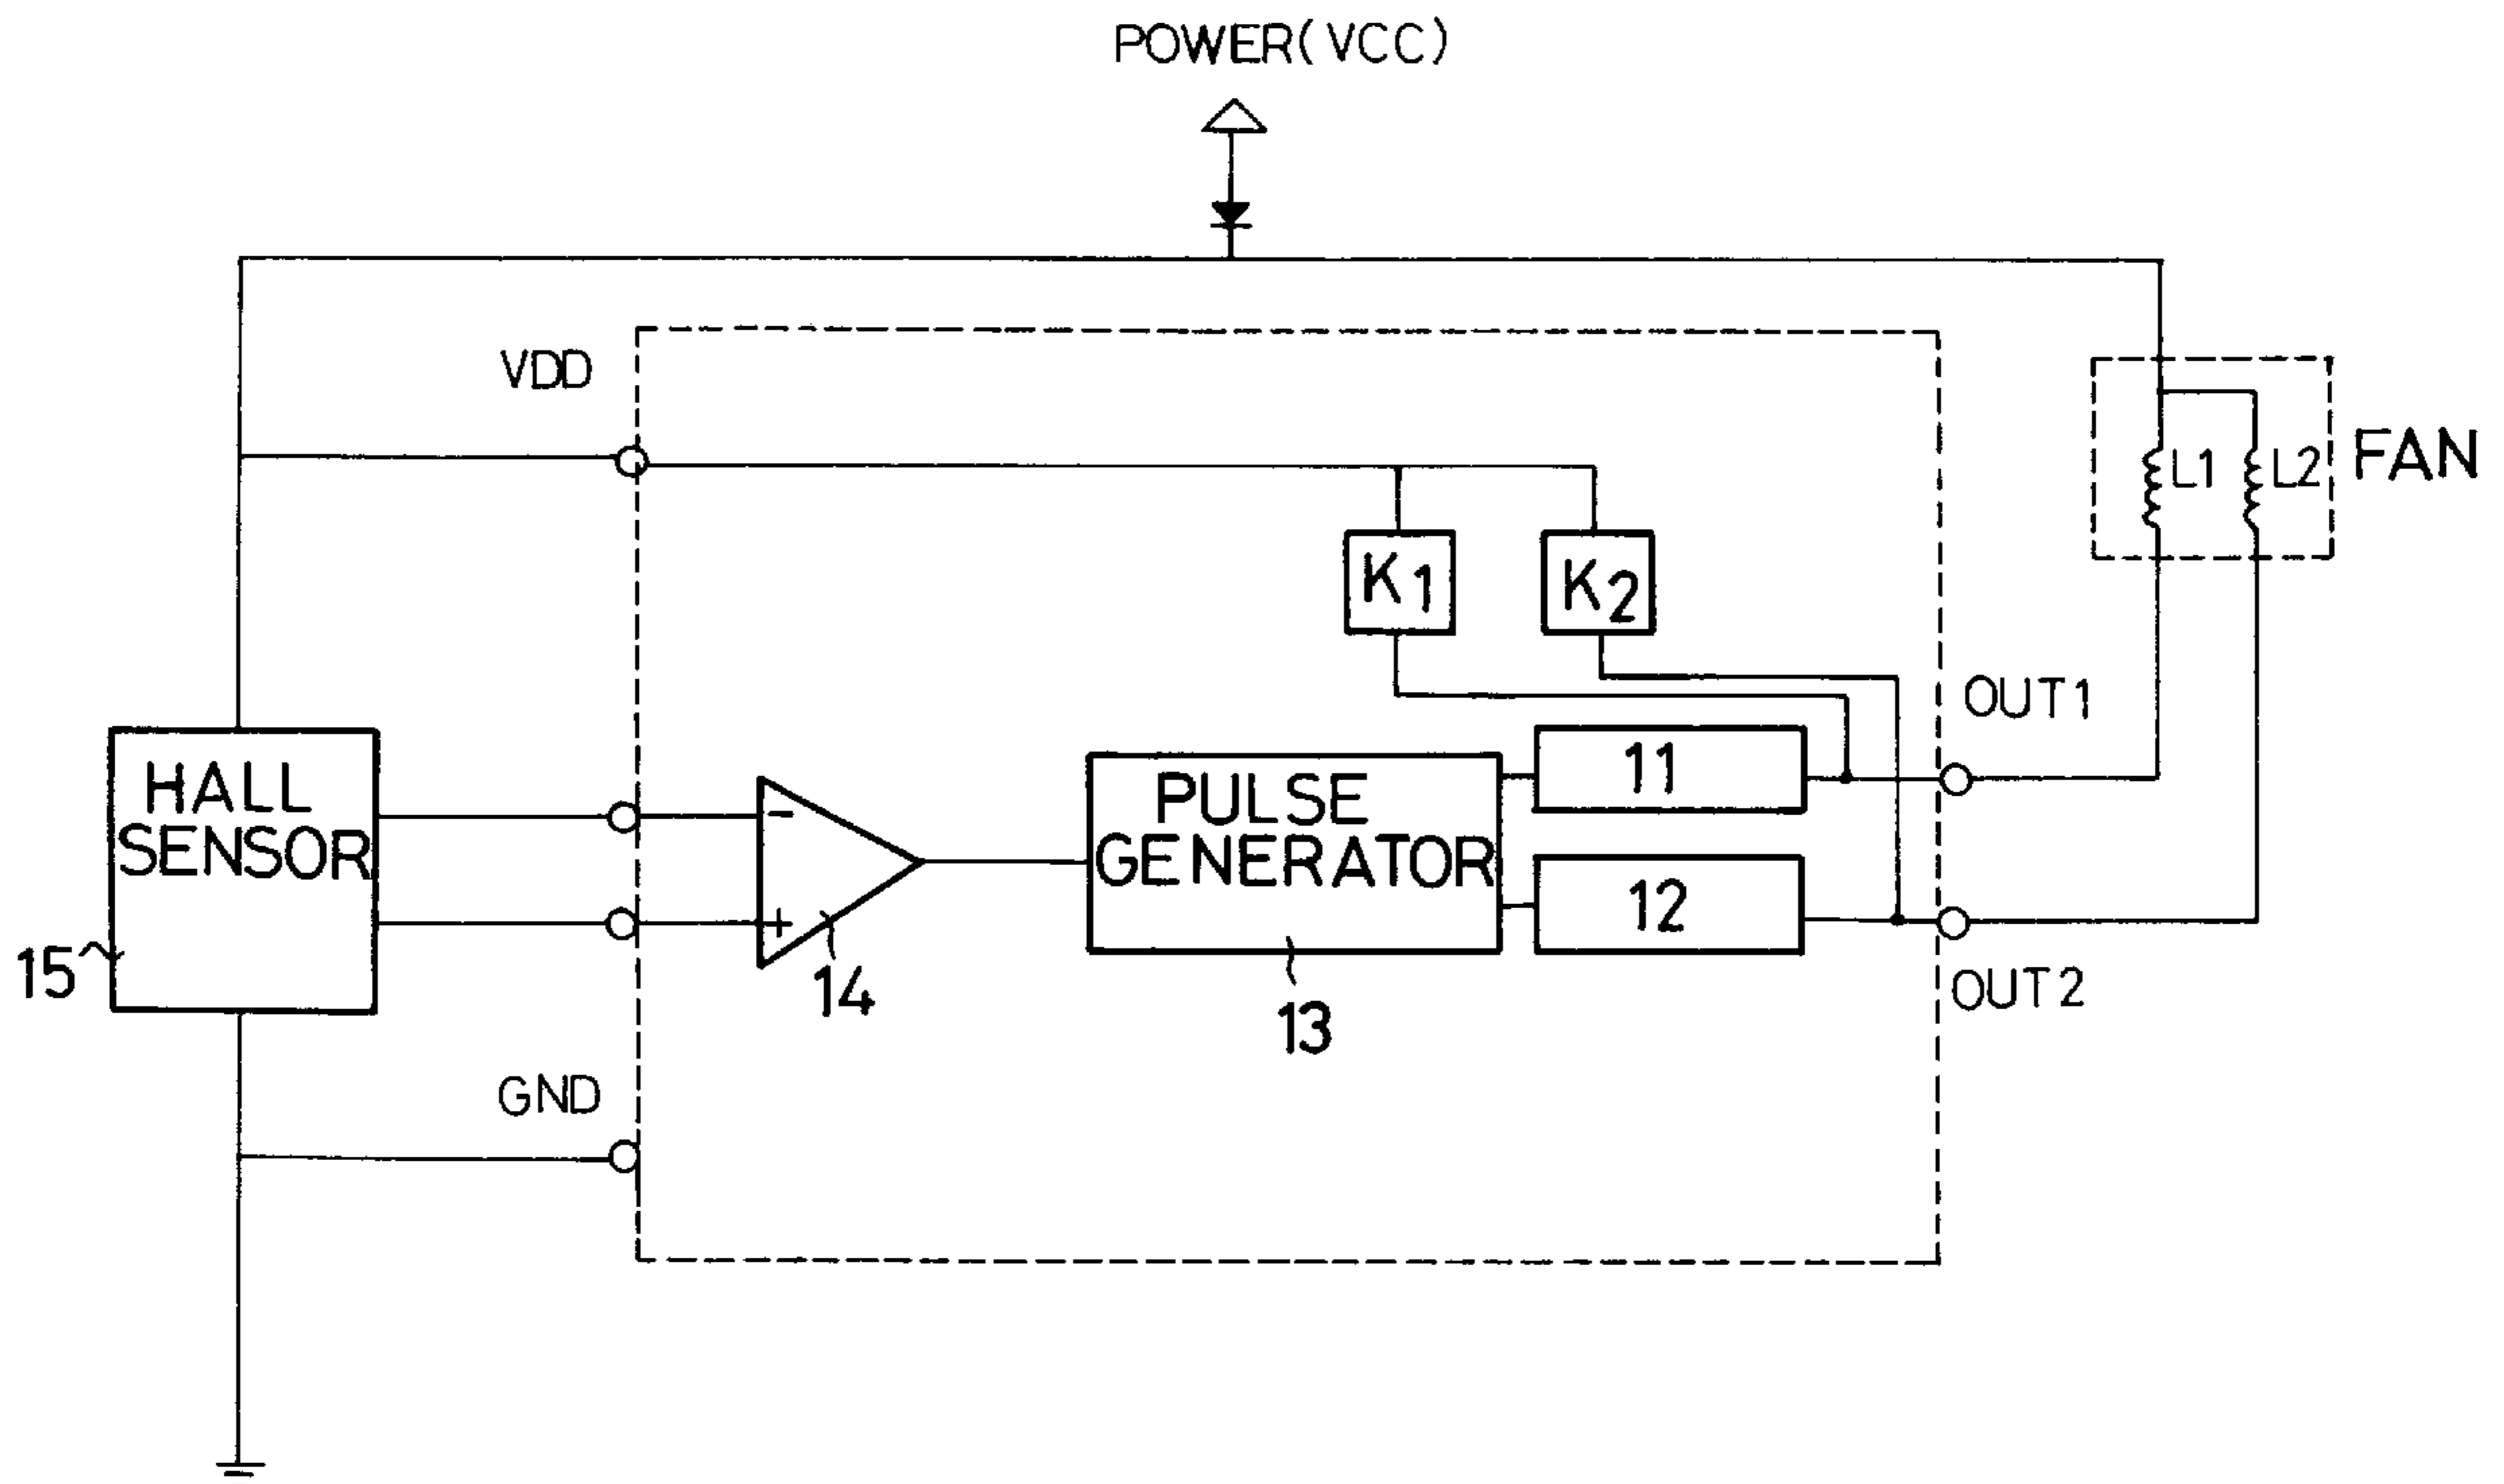 POWER(VCC)
VDD
FAN
L1
L2
K1
K2
OUT1
HALL
SENSOR
-
+
PULSE
GENERATOR
11
12
15
14
13
OUT2
GND